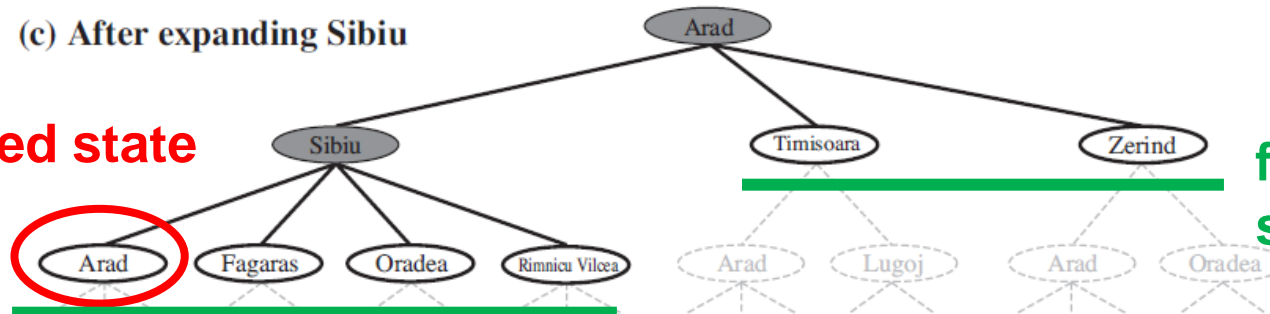 (c) After expanding Sibiu
Arad
ed state
Sibiu
Timisoara
Zerind
f
s
Arad
Fagaras
Oradea
Rimnicu Vilcea
Arad
Lugoj
Arad
Oradea